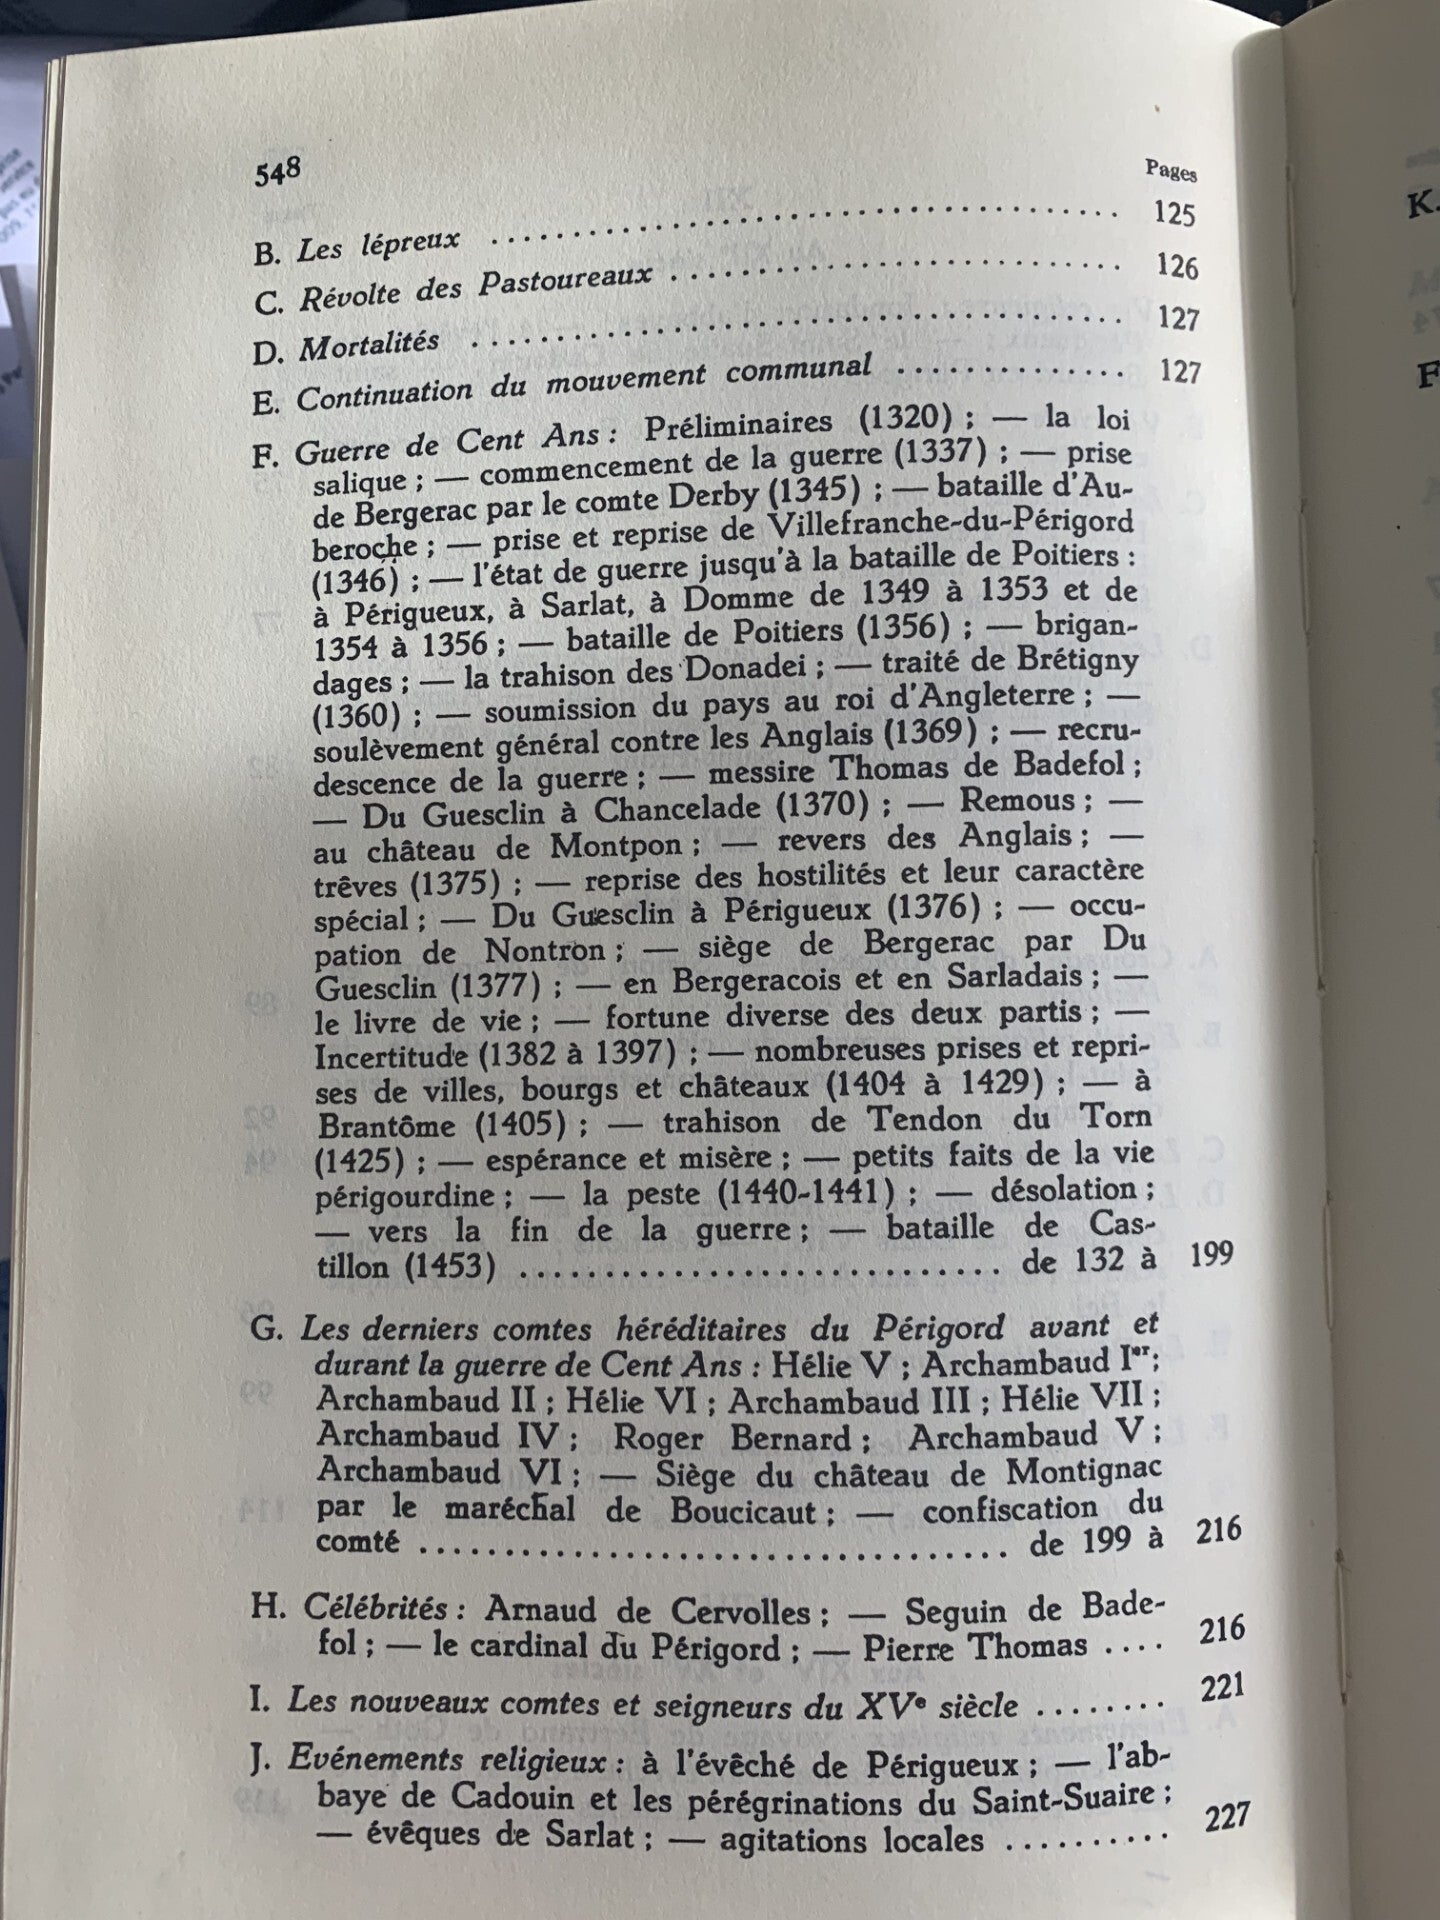 548
Pages
B. Les lépreux .......................................... 125
C. Révolte des Pastoureaux .............................. 126
D. Mortalités ........................................... 127
E. Continuation du mouvement communal .............. 127
F. Guerre de Cent Ans : Préliminaires (1320) ; — la loi
salique ; — commencement de la guerre (1337) ; — prise
de Bergerac par le comte Derby (1345) ; — bataille d'Au-
beroche ; — prise et reprise de Villefranche-du-Périgord
(1346) ; — l'état de guerre jusqu'à la bataille de Poitiers :
à Périgueux, à Sarlat, à Domme de 1349 à 1353 et de
1354 à 1356 ; — bataille de Poitiers (1356) ; — brigan-
dages ; — la trahison des Donadei ; — traité de Brétigny
(1360) ; — soumission du pays au roi d'Angleterre ; —
soulèvement général contre les Anglais (1369) ; — recru-
descence de la guerre ; — messire Thomas de Badefol ;
— Du Guesclin à Chancelade (1370) ; — Remous ; —
au château de Montpon ; — revers des Anglais ; —
trêves (1375) ; — reprise des hostilités et leur caractère
spécial ; — Du Guesclin à Périgueux (1376) ; — occu-
pation de Nontron ; — siège de Bergerac par Du
Guesclin (1377) ; — en Bergeracois et en Sarladais ; —
le livre de vie ; — fortune diverse des deux partis ; —
Incertitude (1382 à 1397) ; — nombreuses prises et repri-
ses de villes, bourgs et châteaux (1404 à 1429) ; — à
Brantôme (1405) ; — trahison de Tendon du Torn
(1425) ; — espérance et misère ; — petits faits de la vie
périgourdine ; — la peste (1440-1441) ; — désolation ;
— vers la fin de la guerre ; — bataille de Cas-
tillon (1453) ............................ de 132 à 199
G. Les derniers comtes héréditaires du Périgord avant et
durant la guerre de Cent Ans : Hélie V ; Archambaud Ier ;
Archambaud II ; Hélie VI ; Archambaud III ; Hélie VII ;
Archambaud IV ; Roger Bernard ; Archambaud V ;
Archambaud VI ; — Siège du château de Montignac
par le maréchal de Boucicaut ; — confiscation du
comté .................................. de 199 à 216
H. Célébrités : Arnaud de Cervolles ; — Seguin de Bade-
fol ; — le cardinal du Périgord ; — Pierre Thomas .... 216
I. Les nouveaux comtes et seigneurs du XVe siècle ........ 221
J. Evénements religieux : à l'évêché de Périgueux ; — l'ab-
baye de Cadouin et les pérégrinations du Saint-Suaire ;
— évêques de Sarlat ; — agitations locales .......... 227
K.